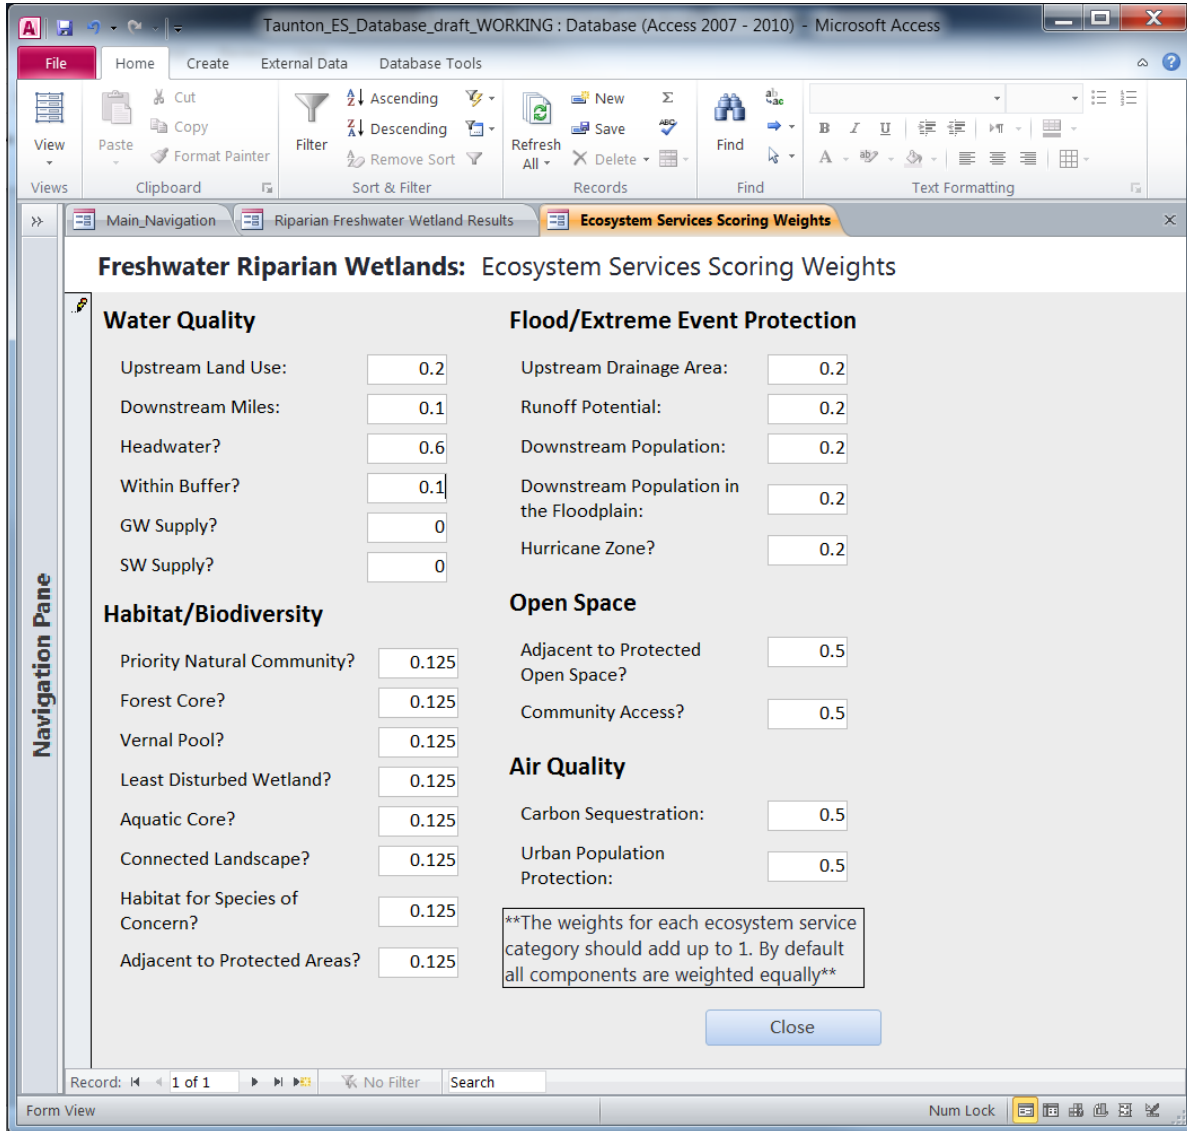 Taunton_ES_Database_draft_WORKING : Database (Access 2007 - 2010) - Microsoft Access
File Home Create External Data Database Tools
View
Views
Paste
Cut
Copy
Format Painter
Clipboard
Filter
Ascending
Descending
Remove Sort
Sort & Filter
Refresh
All
New
Save
Delete
Records
Find
Find
B I U
A
Text Formatting
Main_Navigation
Riparian Freshwater Wetland Results
Ecosystem Services Scoring Weights
Navigation Pane
Freshwater Riparian Wetlands: Ecosystem Services Scoring Weights
Water Quality
Upstream Land Use: 0.2
Downstream Miles: 0.1
Headwater? 0.6
Within Buffer? 0.1
GW Supply? 0
SW Supply? 0
Habitat/Biodiversity
Priority Natural Community? 0.125
Forest Core? 0.125
Vernal Pool? 0.125
Least Disturbed Wetland? 0.125
Aquatic Core? 0.125
Connected Landscape? 0.125
Habitat for Species of
Concern? 0.125
Adjacent to Protected Areas? 0.125
Flood/Extreme Event Protection
Upstream Drainage Area: 0.2
Runoff Potential: 0.2
Downstream Population: 0.2
Downstream Population in
the Floodplain: 0.2
Hurricane Zone? 0.2
Open Space
Adjacent to Protected
Open Space? 0.5
Community Access? 0.5
Air Quality
Carbon Sequestration: 0.5
Urban Population
Protection: 0.5
**The weights for each ecosystem service
category should add up to 1. By default
all components are weighted equally**
Close
Record: 1 of 1 No Filter Search
Form View
Num Lock